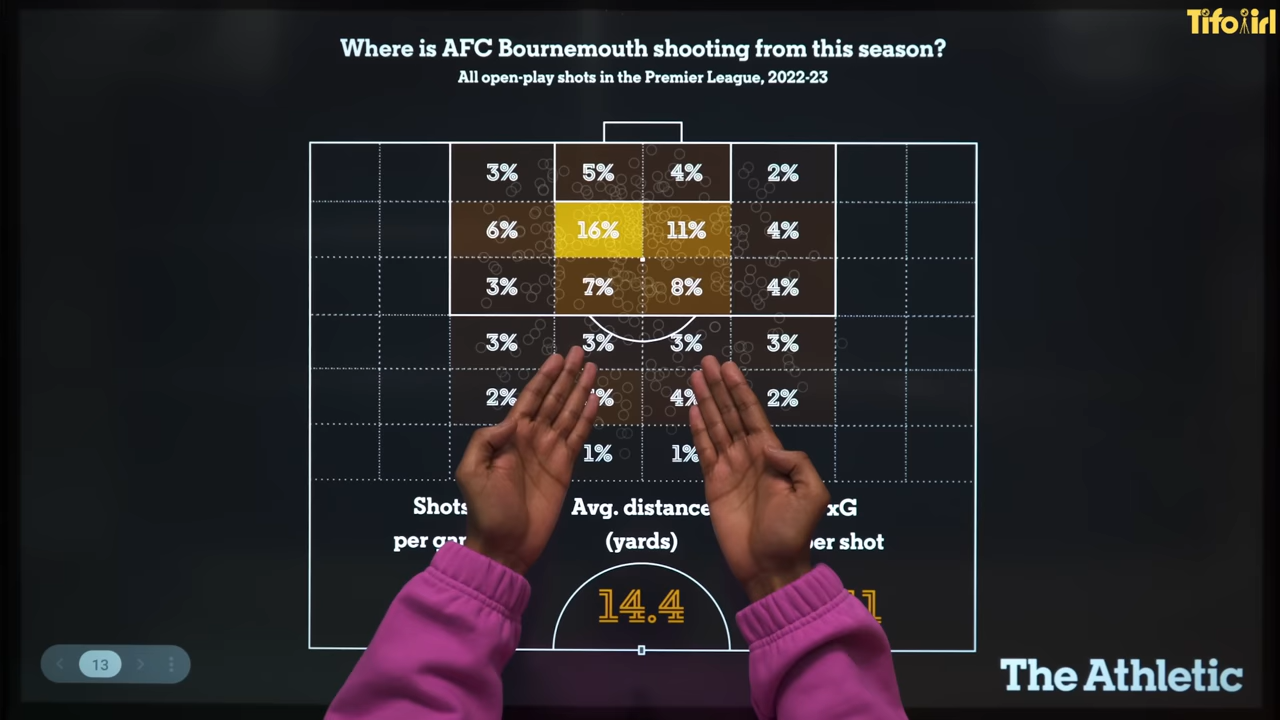 Tifo irl
Where is AFC Bournemouth shooting from this season?
All open-play shots in the Premier League, 2022-23
3% 5% 4% 2%
6% 16% 11% 4%
3% 7% 8% 4%
3% 3% 3% 3%
2% % 4% 2%
1% 1%
Shots Avg. distance xG
per (yards) per shot
14.4
13
The Athletic